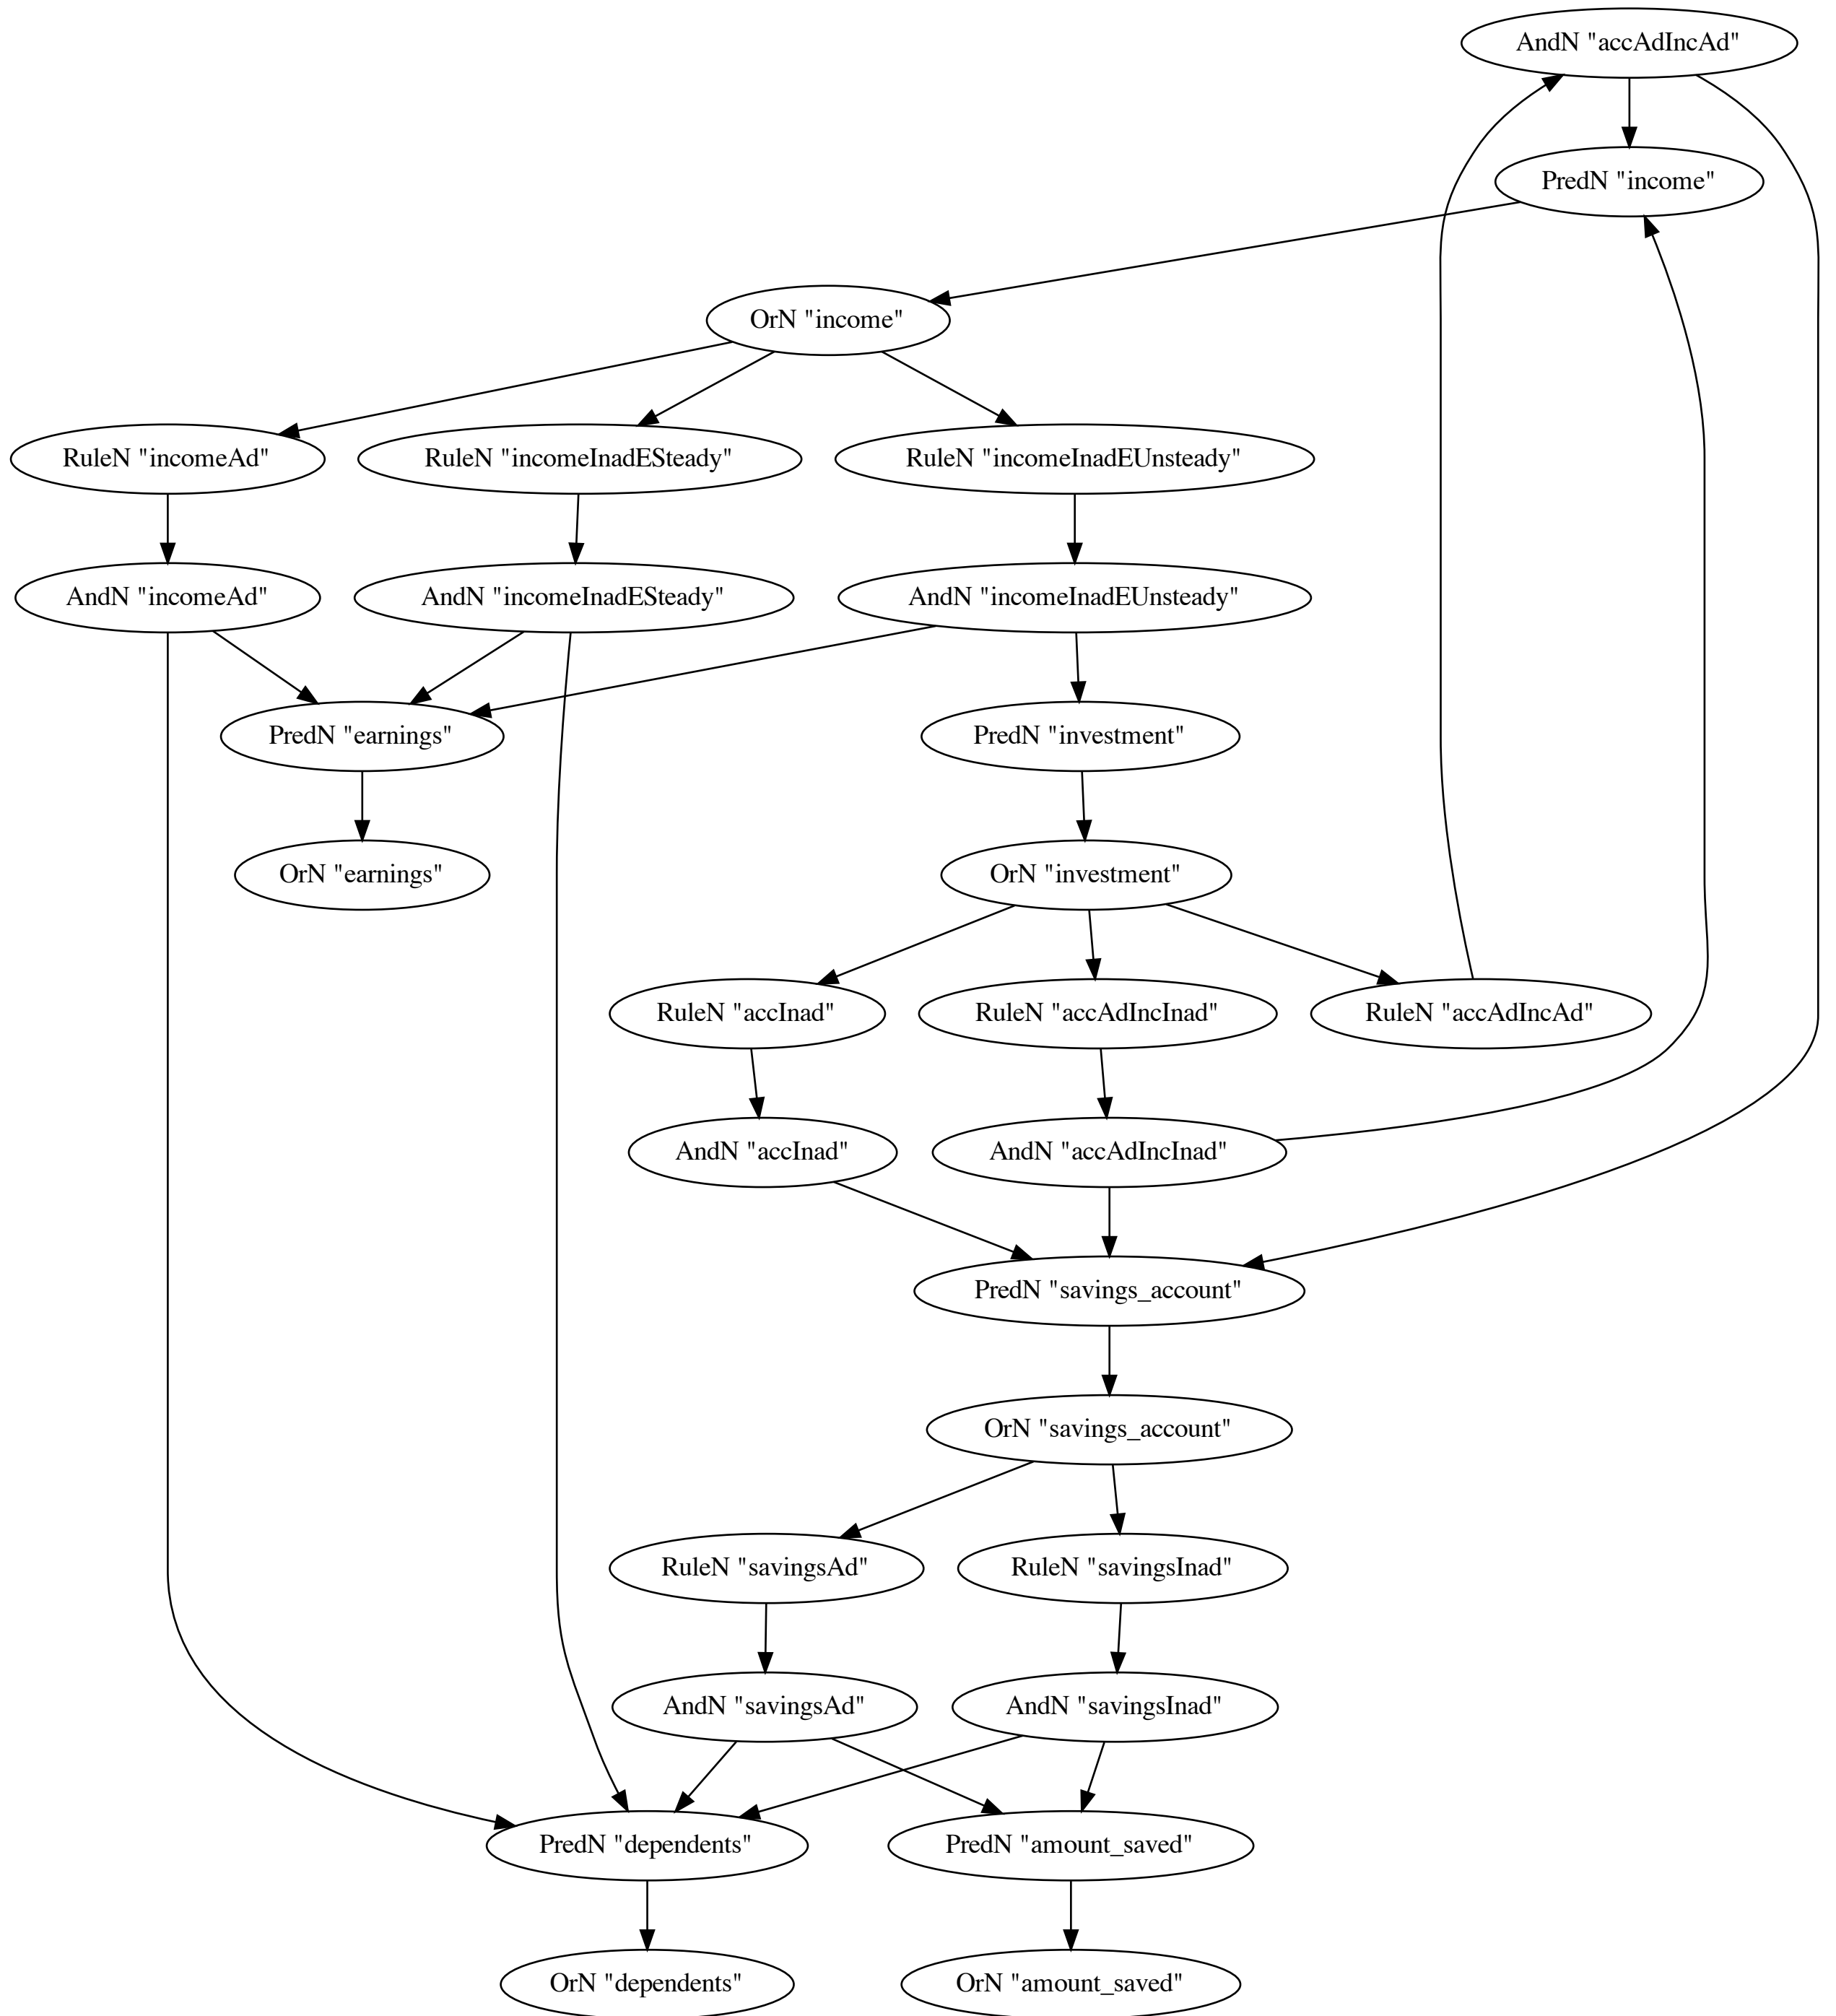 AndN "accAdIncAd"
PredN "income"
OrN "income"
RuleN "incomeAd"
RuleN "incomeInadESteady"
RuleN "incomeInadEUnsteady"
AndN "incomeAd"
AndN "incomeInadESteady"
AndN "incomeInadEUnsteady"
PredN "earnings"
PredN "investment"
OrN "earnings"
OrN "investment"
RuleN "accInad"
RuleN "accAdIncInad"
RuleN "accAdIncAd"
AndN "accInad"
AndN "accAdIncInad"
PredN "savings_account"
OrN "savings_account"
RuleN "savingsAd"
RuleN "savingsInad"
AndN "savingsAd"
AndN "savingsInad"
PredN "dependents"
PredN "amount_saved"
OrN "dependents"
OrN "amount_saved"